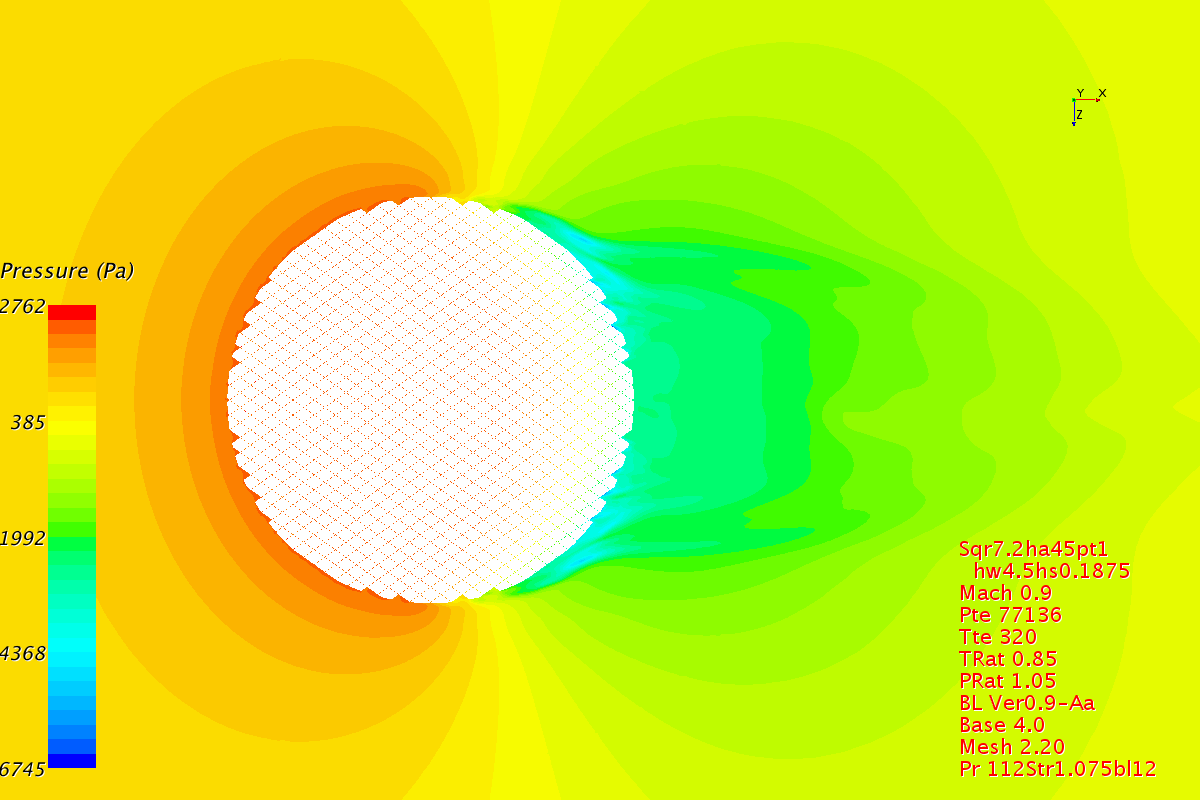 Y X
Z
Pressure (Pa)
2762
385
1992
4368
6745
Sqr7.2ha45pt1
hw4.5hs0.1875
Mach 0.9
Pte 77136
Tte 320
TRat 0.85
PRat 1.05
BL Ver0.9-Aa
Base 4.0
Mesh 2.20
Pr 112Str1.075bl12